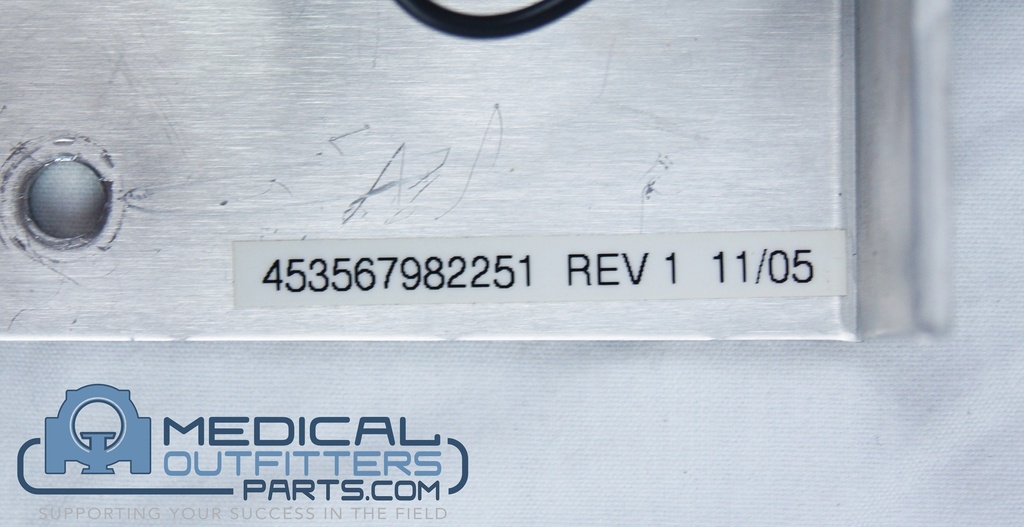 453567982251 REV 1 11/05
MEDICAL
OUTFITTERS
PARTS.COM
SUPPORTING YOUR SUCCESS IN THE FIELD